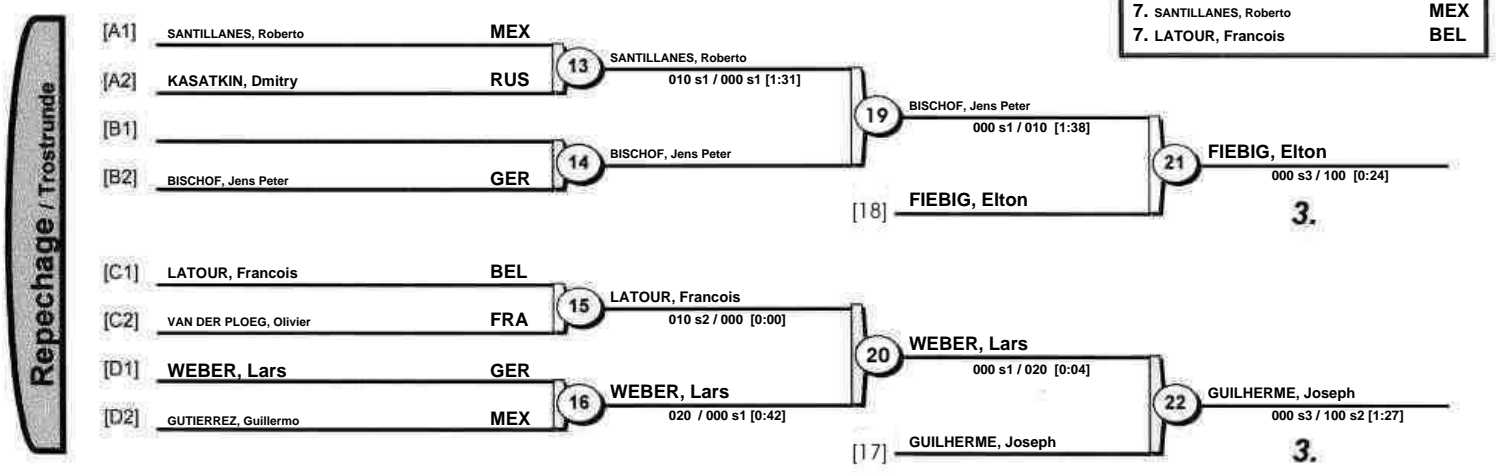 7. SANTILLANES, Roberto MEX
7. LATOUR, Francois BEL
Repechage / Trostrunde
[A1] SANTILLANES, Roberto MEX
13 SANTILLANES, Roberto
010 s1 / 000 s1 [1:31]
[A2] KASATKIN, Dmitry RUS
19 BISCHOF, Jens Peter
000 s1 / 010 [1:38]
[B1]
14 BISCHOF, Jens Peter
[B2] BISCHOF, Jens Peter GER
21 FIEBIG, Elton
000 s3 / 100 [0:24]
[18] FIEBIG, Elton
3.
[C1] LATOUR, Francois BEL
15 LATOUR, Francois
010 s2 / 000 [0:00]
[C2] VAN DER PLOEG, Olivier FRA
20 WEBER, Lars
000 s1 / 020 [0:04]
[D1] WEBER, Lars GER
16 WEBER, Lars
020 / 000 s1 [0:42]
[D2] GUTIERREZ, Guillermo MEX
22 GUILHERME, Joseph
000 s3 / 100 s2 [1:27]
[17] GUILHERME, Joseph
3.